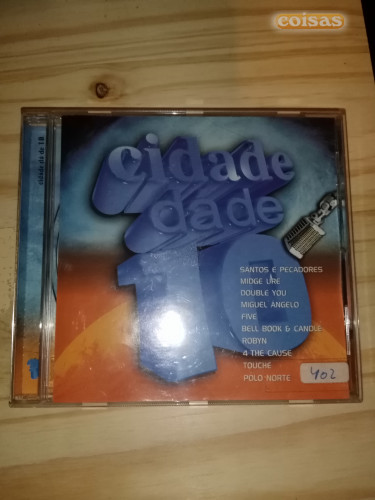 coisas
cidade
dade
10
SANTOS E PECADORES
MIDGE URE
DOUBLE YOU
MIGUEL ANGELO
FIVE
BELL BOOK & CANDLE
ROBYN
4 THE CAUSE
TOUCHE
POLO NORTE
402